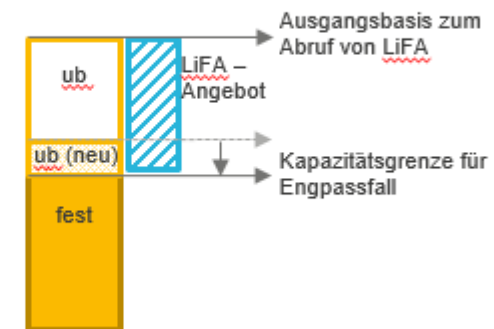 Ausgangsbasis zum
Abruf von LiFA
ub
LiFA –
Angebot
ub (neu)
Kapazitätsgrenze für
Engpassfall
fest